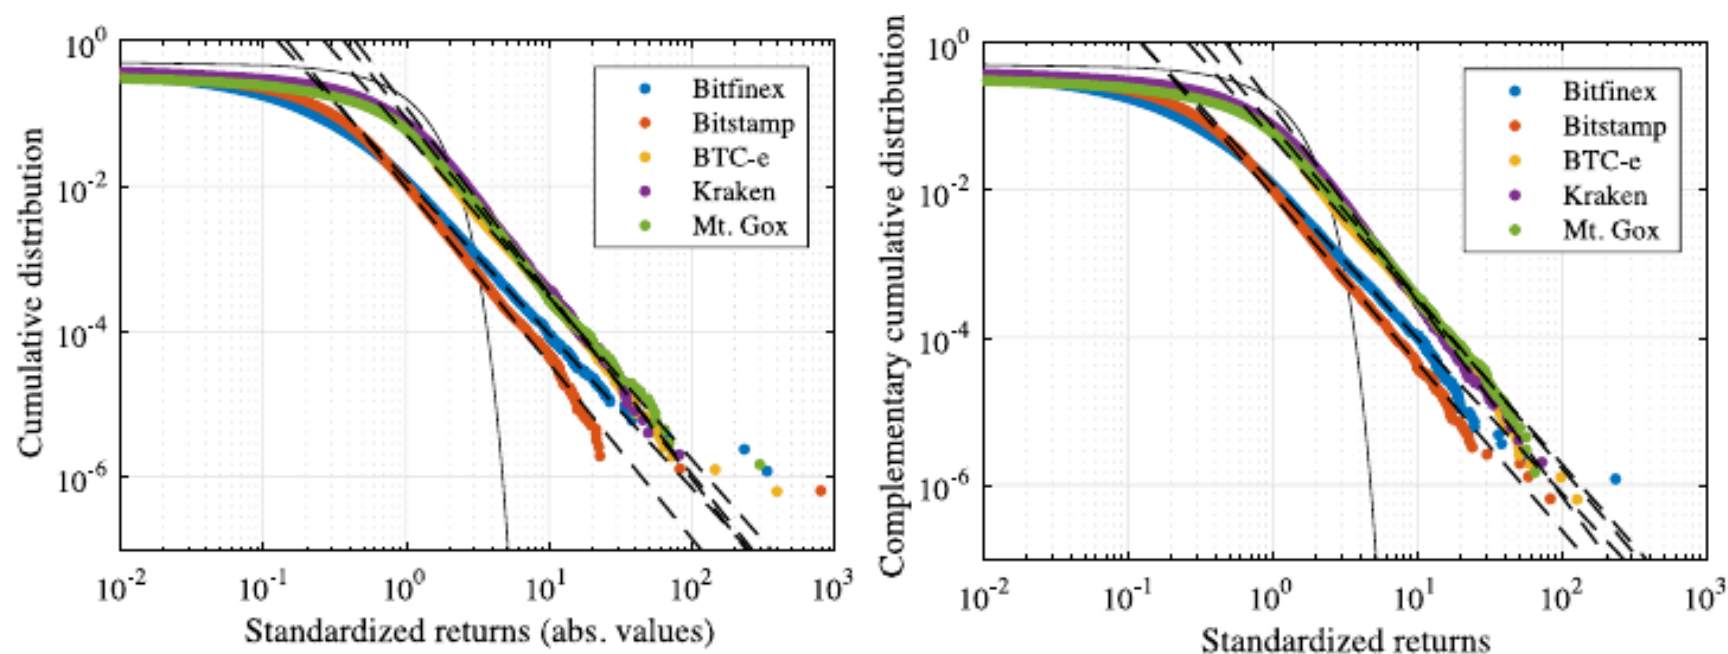 Cumulative distribution
10^0
10^-2
10^-4
10^-6
10^-2 10^-1 10^0 10^1 10^2 10^3
Standardized returns (abs. values)
Bitfinex
Bitstamp
BTC-e
Kraken
Mt. Gox
Complementary cumulative distribution
10^0
10^-2
10^-4
10^-6
10^-2 10^-1 10^0 10^1 10^2 10^3
Standardized returns
Bitfinex
Bitstamp
BTC-e
Kraken
Mt. Gox